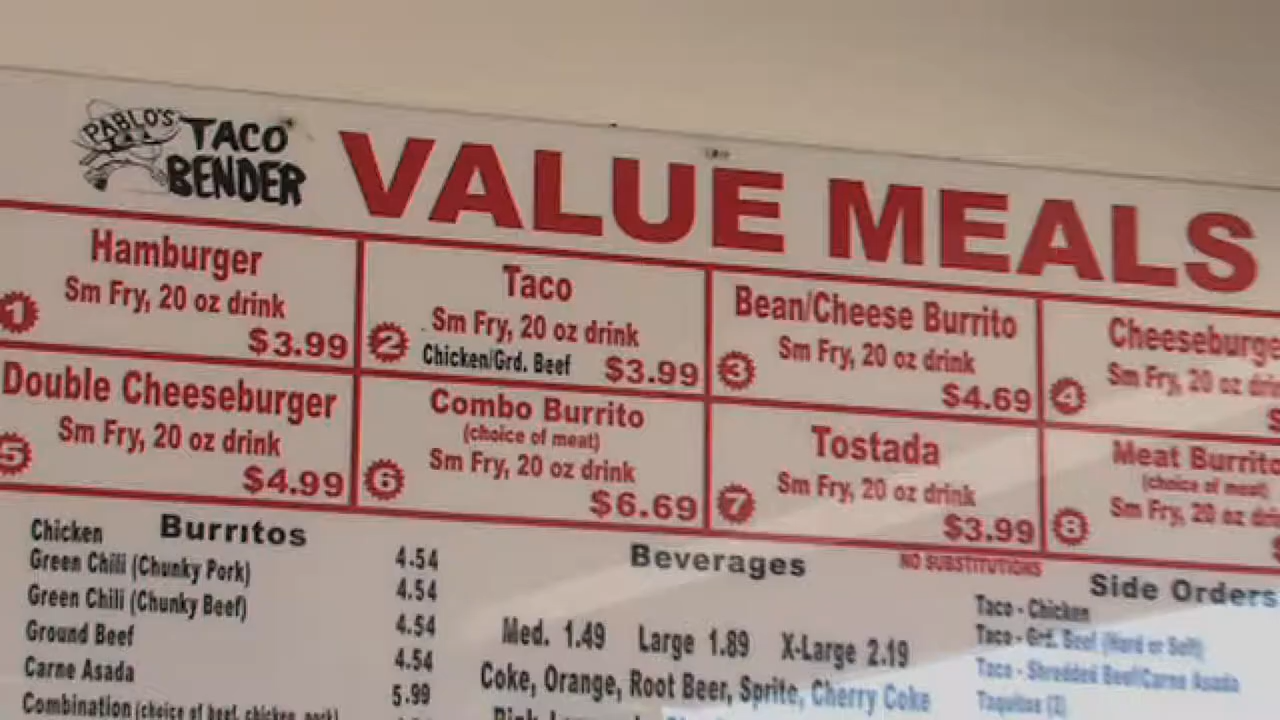 PABLO'S
TACO
BENDER
VALUE MEALS
Hamburger
Sm Fry, 20 oz drink
1
$3.99
Taco
Sm Fry, 20 oz drink
2
Chicken/Grd. Beef $3.99
Bean/Cheese Burrito
Sm Fry, 20 oz drink
3
$4.69
Cheeseburge
Sm Fry, 20 oz dri
4
$
Double Cheeseburger
Sm Fry, 20 oz drink
5
$4.99
Combo Burrito
(choice of meat)
Sm Fry, 20 oz drink
6
$6.69
Tostada
Sm Fry, 20 oz drink
7
$3.99
Meat Burrito
(choice of meat)
Sm Fry, 20 oz dri
8
$
NO SUBSTITUTIONS
Burritos
Chicken 4.54
Green Chili (Chunky Pork) 4.54
Green Chili (Chunky Beef) 4.54
Ground Beef 4.54
Carne Asada 5.99
Combination (choice of beef, chicken, pork)
Beverages
Med. 1.49 Large 1.89 X-Large 2.19
Coke, Orange, Root Beer, Sprite, Cherry Coke
Side Orders
Taco - Chicken
Taco - Grd. Beef (Hard or Soft)
Taco - Shredded Beef/Carne Asada
Taquitos (2)